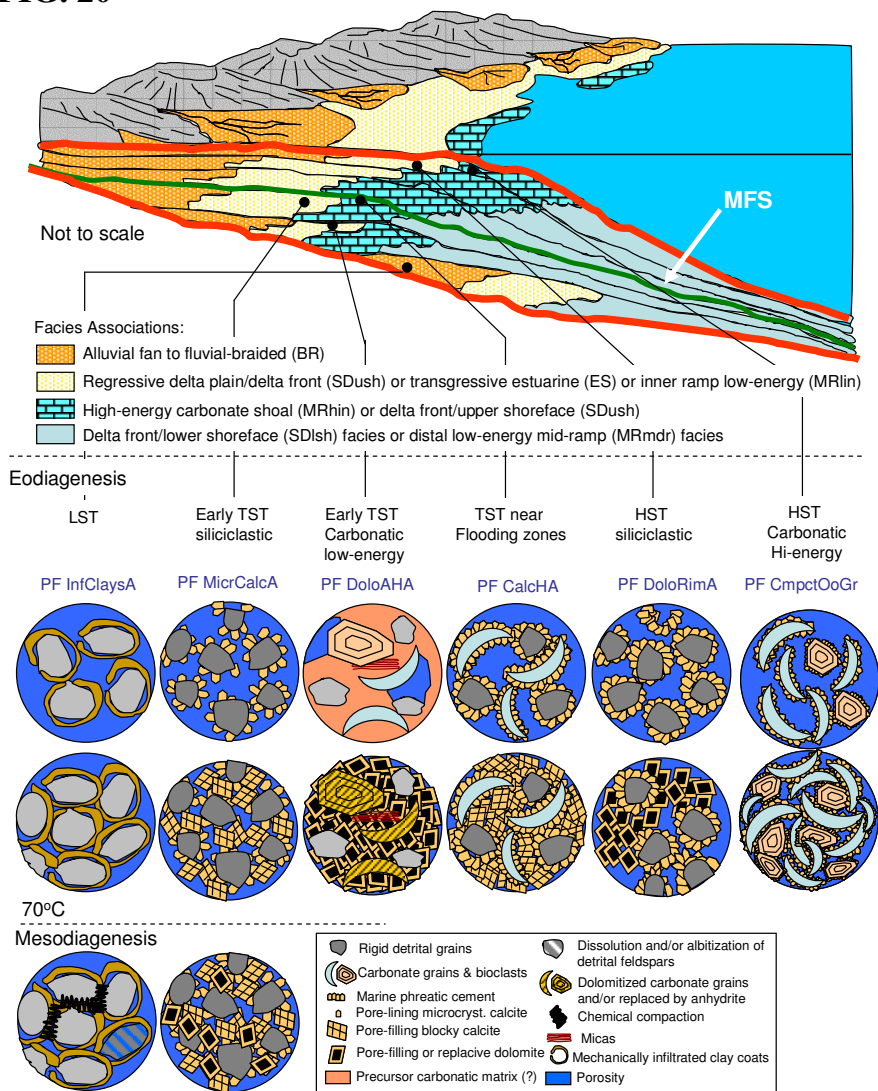 FIG. 20
MFS
Not to scale
Facies Associations:
Alluvial fan to fluvial-braided (BR)
Regressive delta plain/delta front (SDush) or transgressive estuarine (ES) or inner ramp low-energy (MRlin)
High-energy carbonate shoal (MRhin) or delta front/upper shoreface (SDush)
Delta front/lower shoreface (SDlsh) facies or distal low-energy mid-ramp (MRmdr) facies
Eodiagenesis
LST
Early TST
siliciclastic
Early TST
Carbonatic
low-energy
TST near
Flooding zones
HST
siliciclastic
HST
Carbonatic
Hi-energy
PF InfClaysA
PF MicrCalcA
PF DoloAHA
PF CalcHA
PF DoloRimA
PF CmpctOoGr
70°C
Mesodiagenesis
Rigid detrital grains
Carbonate grains & bioclasts
Marine phreatic cement
Pore-lining microcryst. calcite
Pore-filling blocky calcite
Pore-filling or replacive dolomite
Precursor carbonatic matrix (?)
Dissolution and/or albitization of
detrital feldspars
Dolomitized carbonate grains
and/or replaced by anhydrite
Chemical compaction
Micas
Mechanically infiltrated clay coats
Porosity